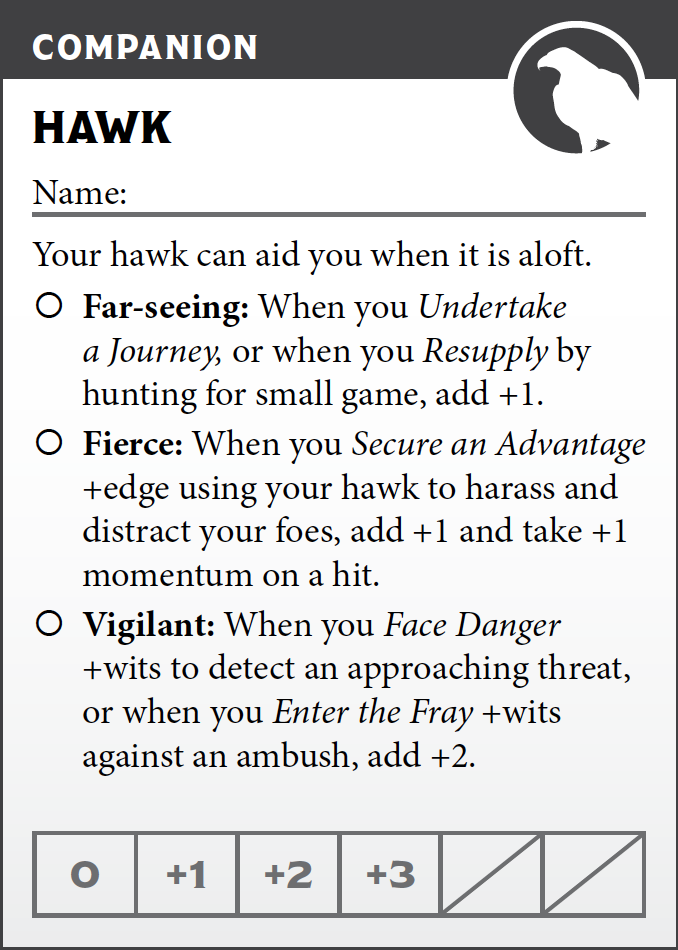 COMPANION
HAWK
Name:
Your hawk can aid you when it is aloft.
Far-seeing: When you Undertake
a Journey, or when you Resupply by
hunting for small game, add +1.
Fierce: When you Secure an Advantage
+edge using your hawk to harass and
distract your foes, add +1 and take +1
momentum on a hit.
Vigilant: When you Face Danger
+wits to detect an approaching threat,
or when you Enter the Fray +wits
against an ambush, add +2.
0 +1 +2 +3